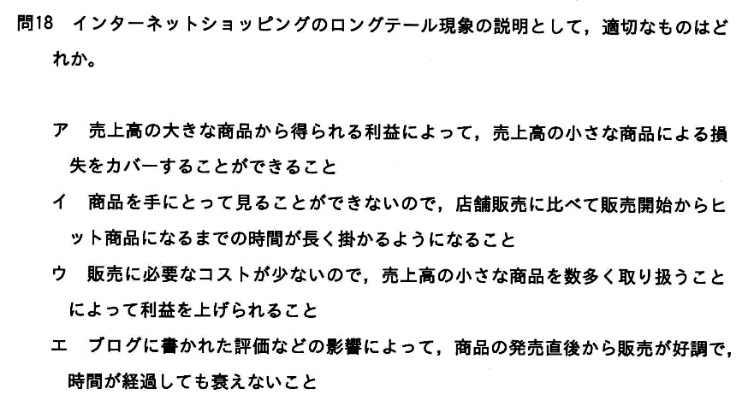 問18 インターネットショッピングのロングテール現象の説明として，適切なものはど
れか。
ア 売上高の大きな商品から得られる利益によって，売上高の小さな商品による損
失をカバーすることができること
イ 商品を手にとって見ることができないので，店舗販売に比べて販売開始からヒ
ット商品になるまでの時間が長く掛かるようになること
ウ 販売に必要なコストが少ないので，売上高の小さな商品を数多く取り扱うこと
によって利益を上げられること
エ ブログに書かれた評価などの影響によって，商品の発売直後から販売が好調で，
時間が経過しても衰えないこと